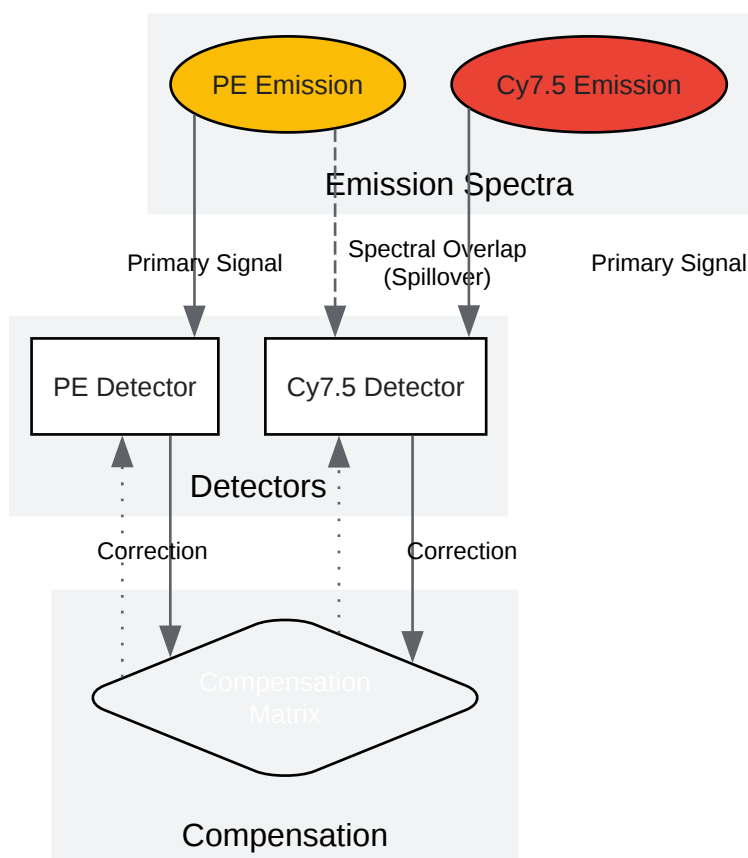 PE Emission
Cy7.5 Emission
Emission Spectra
Primary Signal
Spectral Overlap
(Spillover)
Primary Signal
PE Detector
Cy7.5 Detector
Detectors
Correction
Correction
Compensation
Matrix
Compensation